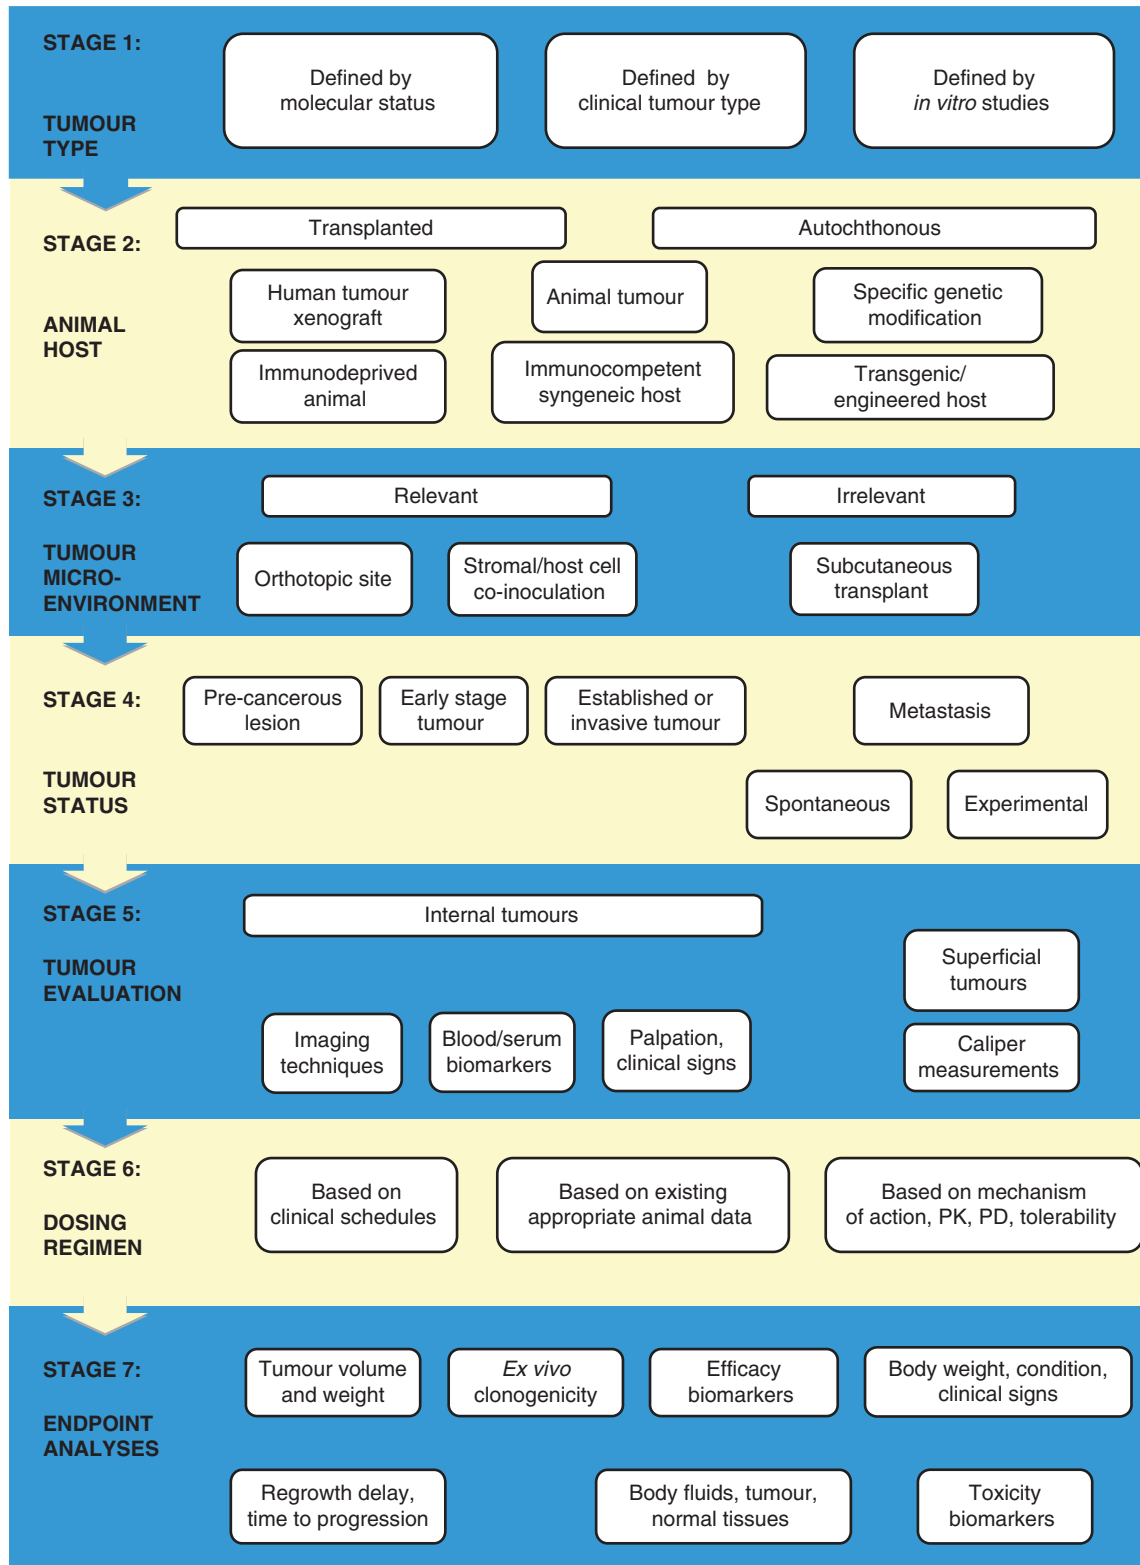 STAGE 1:
TUMOUR
TYPE
Defined by
molecular status
Defined by
clinical tumour type
Defined by
in vitro studies
STAGE 2:
ANIMAL
HOST
Transplanted
Autochthonous
Human tumour
xenograft
Animal tumour
Specific genetic
modification
Immunodeprived
animal
Immunocompetent
syngeneic host
Transgenic/
engineered host
STAGE 3:
TUMOUR
MICRO-
ENVIRONMENT
Relevant
Irrelevant
Orthotopic site
Stromal/host cell
co-inoculation
Subcutaneous
transplant
STAGE 4:
TUMOUR
STATUS
Pre-cancerous
lesion
Early stage
tumour
Established or
invasive tumour
Metastasis
Spontaneous
Experimental
STAGE 5:
TUMOUR
EVALUATION
Internal tumours
Superficial
tumours
Imaging
techniques
Blood/serum
biomarkers
Palpation,
clinical signs
Caliper
measurements
STAGE 6:
DOSING
REGIMEN
Based on
clinical schedules
Based on existing
appropriate animal data
Based on mechanism
of action, PK, PD, tolerability
STAGE 7:
ENDPOINT
ANALYSES
Tumour volume
and weight
Ex vivo
clonogenicity
Efficacy
biomarkers
Body weight, condition,
clinical signs
Regrowth delay,
time to progression
Body fluids, tumour,
normal tissues
Toxicity
biomarkers